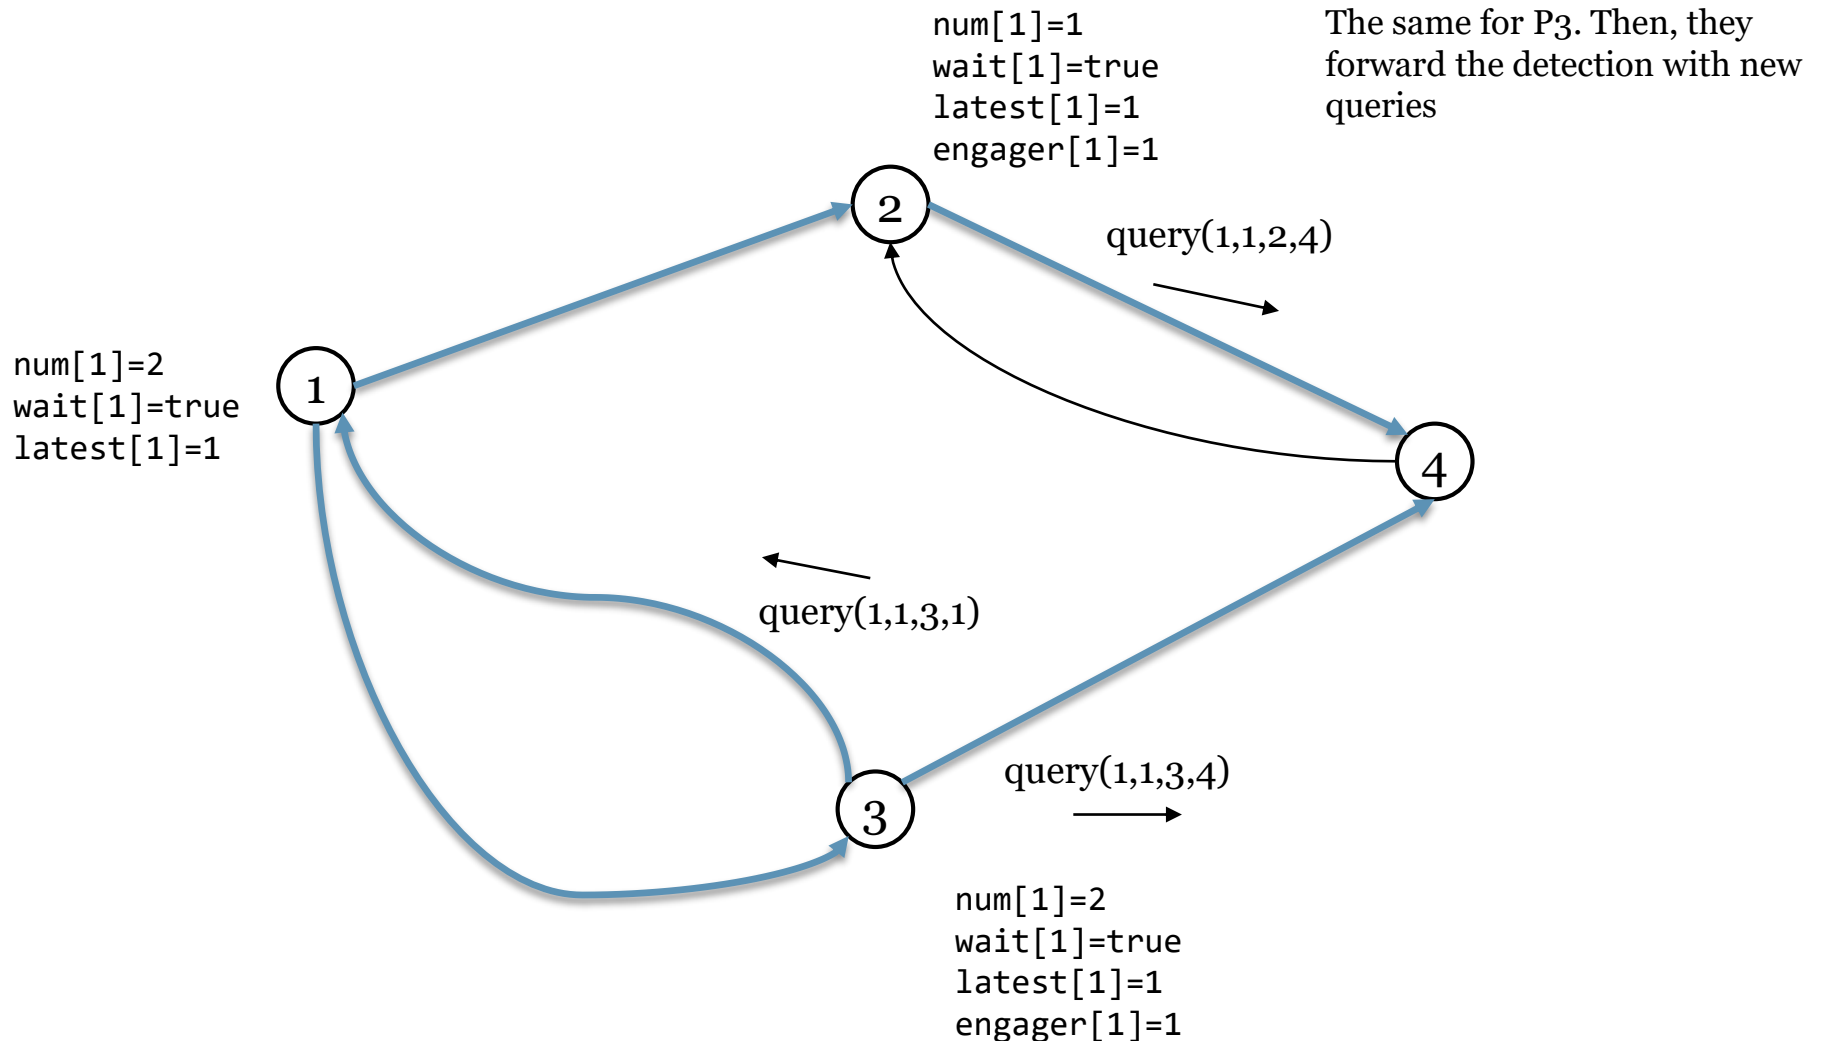 num[1]=1
wait[1]=true
latest[1]=1
engager[1]=1
The same for P3. Then, they
forward the detection with new
queries
2
query(1,1,2,4)
num[1]=2
wait[1]=true
latest[1]=1
1
4
query(1,1,3,1)
query(1,1,3,4)
3
num[1]=2
wait[1]=true
latest[1]=1
engager[1]=1